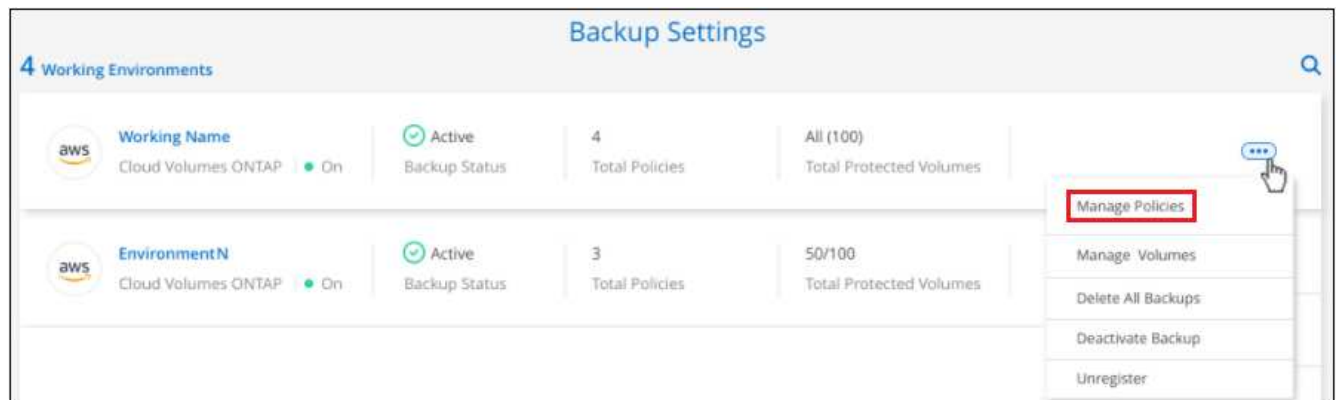 Backup Settings
4 Working Environments
aws
Working Name
Cloud Volumes ONTAP
On
Active
Backup Status
4
Total Policies
All (100)
Total Protected Volumes
Manage Policies
aws
EnvironmentN
Cloud Volumes ONTAP
On
Active
Backup Status
3
Total Policies
50/100
Total Protected Volumes
Manage Volumes
Delete All Backups
Deactivate Backup
Unregister